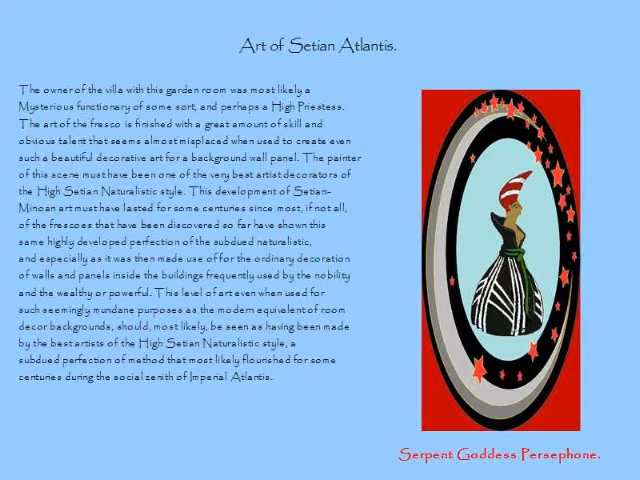 Art of Setian Atlantis.
The owner of the villa with this garden room was most likely a
Mysterious functionary of some sort, and perhaps a High Priestess.
The art of the fresco is finished with a great amount of skill and
obvious talent that seems almost misplaced when used to create even
such a beautiful decorative art for a background wall panel. The painter
of this scene must have been one of the very best artist decorators of
the High Setian Naturalistic style. This development of Setian-
Minoan art must have lasted for some centuries since most, if not all,
of the frescoes that have been discovered so far have shown this
same highly developed perfection of the subdued naturalistic,
and especially as it was then made use of for the ordinary decoration
of walls and panels inside the buildings frequently used by the nobility
and the wealthy or powerful. This level of art even when used for
such seemingly mundane purposes as the modern equivalent of room
decor backgrounds, should, most likely, be seen as having been made
by the best artists of the High Setian Naturalistic style, a
subdued perfection of method that most likely flourished for some
centuries during the social zenith of Imperial Atlantis.
Serpent Goddess Persephone.